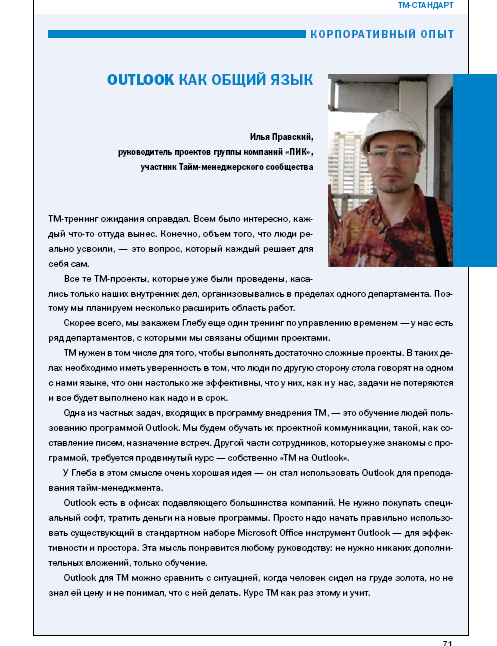 ТМ-СТАНДАРТ
КОРПОРАТИВНЫЙ ОПЫТ
OUTLOOK КАК ОБЩИЙ ЯЗЫК
Илья Правский,
руководитель проектов группы компаний «ПИК»,
участник Тайм-менеджерского сообщества
ТМ-тренинг ожидания оправдал. Всем было интересно, каж-
дый что-то оттуда вынес. Конечно, объем того, что люди ре-
ально усвоили, — это вопрос, который каждый решает для
себя сам.
Все те ТМ-проекты, которые уже были проведены, каса-
лись только наших внутренних дел, организовывались в пределах одного департамента. Поэ-
тому мы планируем несколько расширить область работ.
Скорее всего, мы закажем Глебу еще один тренинг по управлению временем — у нас есть
ряд департаментов, с которыми мы связаны общими проектами.
ТМ нужен в том числе для того, чтобы выполнять достаточно сложные проекты. В таких де-
лах необходимо иметь уверенность в том, что люди по другую сторону стола говорят на одном
с нами языке, что они настолько же эффективны, что у них, как и у нас, задачи не потеряются
и все будет выполнено как надо и в срок.
Одна из частных задач, входящих в программу внедрения ТМ, — это обучение людей поль-
зованию программой Outlook. Мы будем обучать их проектной коммуникации, такой, как со-
ставление писем, назначение встреч. Другой части сотрудников, которые уже знакомы с про-
граммой, требуется продвинутый курс — собственно «ТМ на Outlook».
У Глеба в этом смысле очень хорошая идея — он стал использовать Outlook для препода-
вания тайм-менеджмента.
Outlook есть в офисах подавляющего большинства компаний. Не нужно покупать специ-
альный софт, тратить деньги на новые программы. Просто надо начать правильно использо-
вать существующий в стандартном наборе Microsoft Office инструмент Outlook — для эффек-
тивности и простора. Эта мысль понравится любому руководству: не нужно никаких дополни-
тельных вложений, только обучение.
Outlook для ТМ можно сравнить с ситуацией, когда человек сидел на груде золота, но не
знал ей цену и не понимал, что с ней делать. Курс ТМ как раз этому и учит.
71